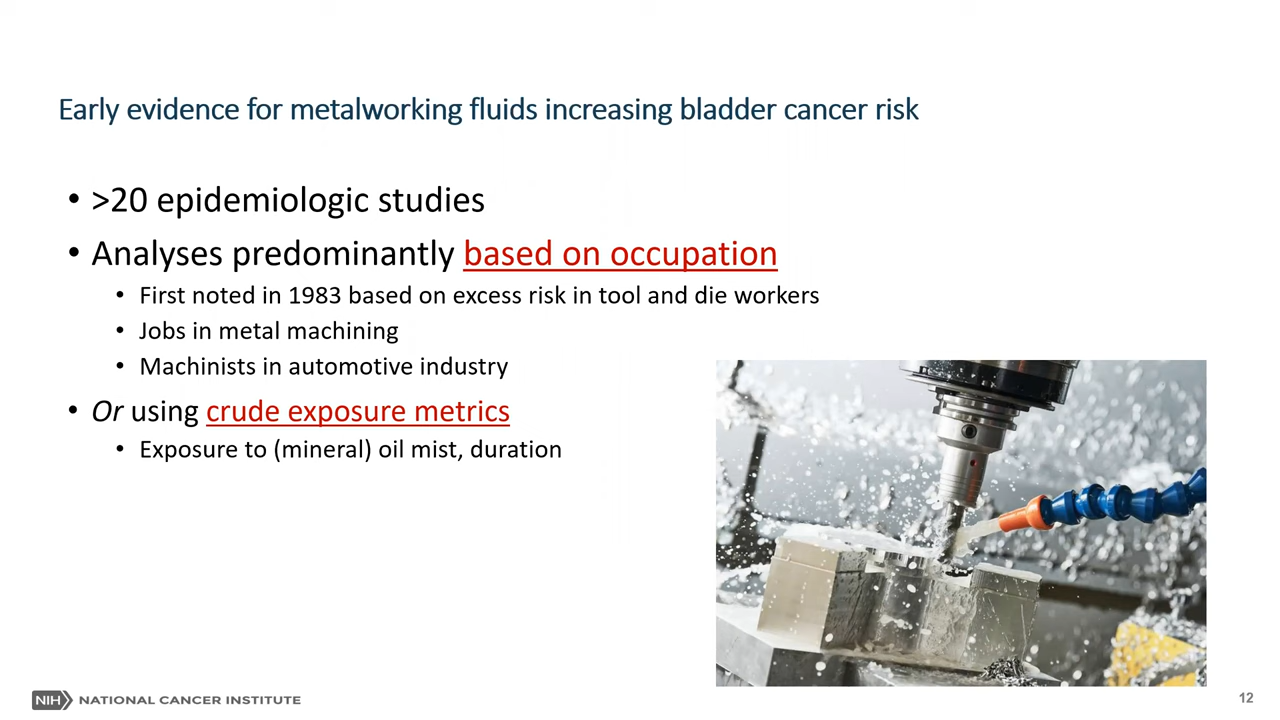 Early evidence for metalworking fluids increasing bladder cancer risk
• >20 epidemiologic studies
• Analyses predominantly based on occupation
• First noted in 1983 based on excess risk in tool and die workers
• Jobs in metal machining
• Machinists in automotive industry
• Or using crude exposure metrics
• Exposure to (mineral) oil mist, duration
NIH NATIONAL CANCER INSTITUTE
12